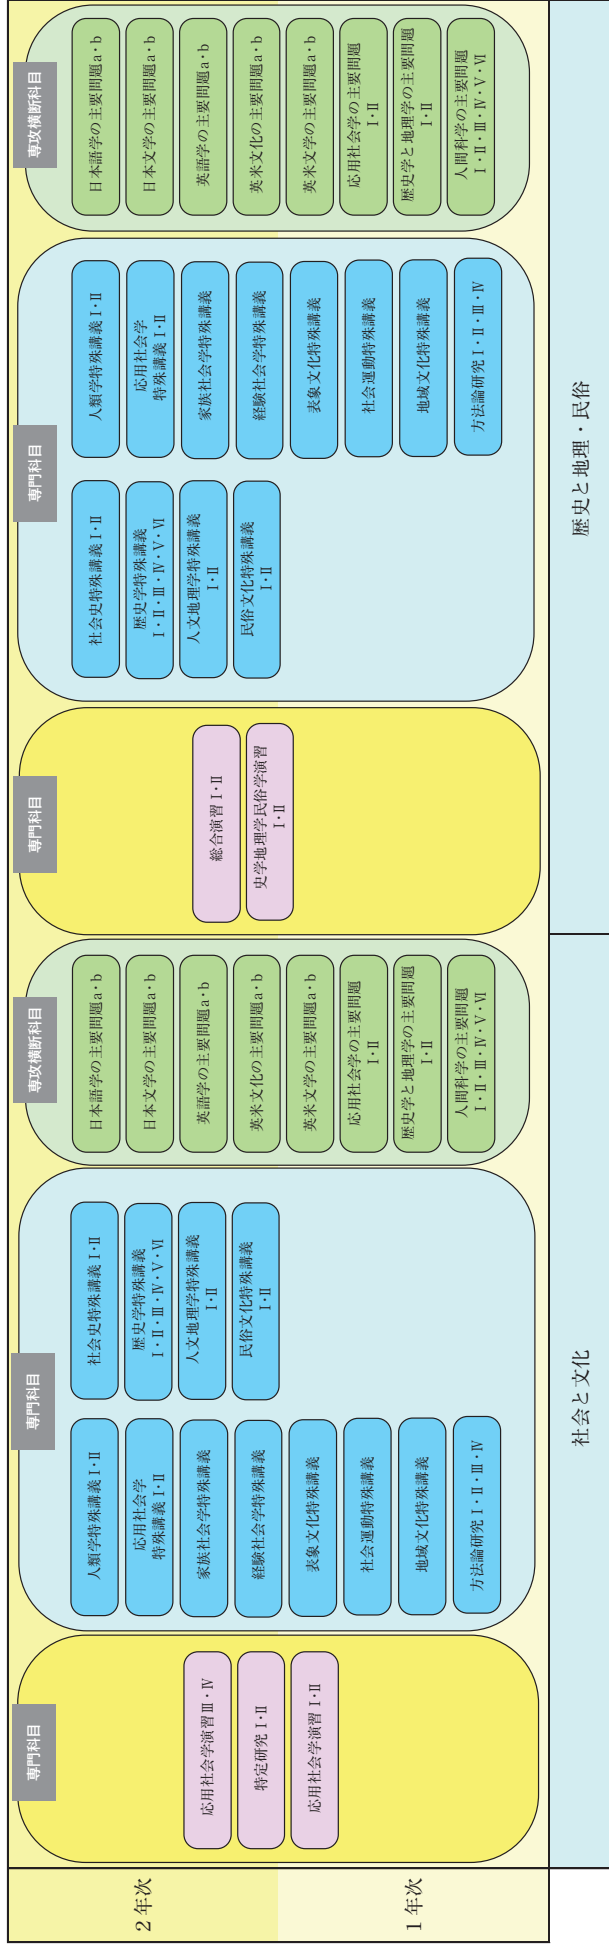 2年次
1年次
専門科目
応用社会学演習Ⅲ・Ⅳ
特定研究Ⅰ・Ⅱ
応用社会学演習Ⅰ・Ⅱ
専門科目
人類学特殊講義Ⅰ・Ⅱ
応用社会学
特殊講義Ⅰ・Ⅱ
家族社会学特殊講義
経験社会学特殊講義
表象文化特殊講義
社会運動特殊講義
地域文化特殊講義
方法論研究Ⅰ・Ⅱ・Ⅲ・Ⅳ
社会史特殊講義Ⅰ・Ⅱ
歴史学特殊講義
Ⅰ・Ⅱ・Ⅲ・Ⅳ・Ⅴ・Ⅵ
人文地理学特殊講義
Ⅰ・Ⅱ
民俗文化特殊講義
Ⅰ・Ⅱ
専攻横断科目
日本語学の主要問題a・b
日本文学の主要問題a・b
英語学の主要問題a・b
英米文化の主要問題a・b
英米文学の主要問題a・b
応用社会学の主要問題
Ⅰ・Ⅱ
歴史学と地理学の主要問題
Ⅰ・Ⅱ
人間科学の主要問題
Ⅰ・Ⅱ・Ⅲ・Ⅳ・Ⅴ・Ⅵ
社会と文化
専門科目
総合演習Ⅰ・Ⅱ
史学地理学民俗学演習
Ⅰ・Ⅱ
専門科目
社会史特殊講義Ⅰ・Ⅱ
歴史学特殊講義
Ⅰ・Ⅱ・Ⅲ・Ⅳ・Ⅴ・Ⅵ
人文地理学特殊講義
Ⅰ・Ⅱ
民俗文化特殊講義
Ⅰ・Ⅱ
人類学特殊講義Ⅰ・Ⅱ
応用社会学
特殊講義Ⅰ・Ⅱ
家族社会学特殊講義
経験社会学特殊講義
表象文化特殊講義
社会運動特殊講義
地域文化特殊講義
方法論研究Ⅰ・Ⅱ・Ⅲ・Ⅳ
専攻横断科目
日本語学の主要問題a・b
日本文学の主要問題a・b
英語学の主要問題a・b
英米文化の主要問題a・b
英米文学の主要問題a・b
応用社会学の主要問題
Ⅰ・Ⅱ
歴史学と地理学の主要問題
Ⅰ・Ⅱ
人間科学の主要問題
Ⅰ・Ⅱ・Ⅲ・Ⅳ・Ⅴ・Ⅵ
歴史と地理・民俗